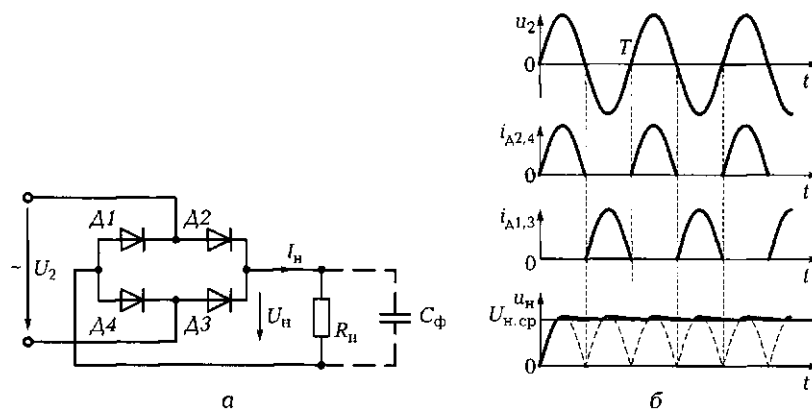 Д1
Д2
Д4
Д3
~ U₂
Iн
Uн
Rн
Cф
а
u₂
0
T
t
iД2,4
0
t
iД1,3
0
t
uн
Uн.ср
0
t
б